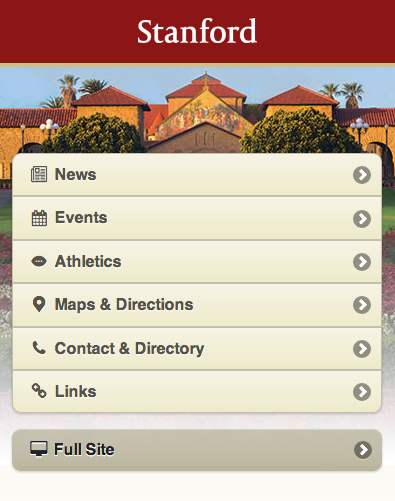 Stanford
News
Events
Athletics
Maps & Directions
Contact & Directory
Links
Full Site